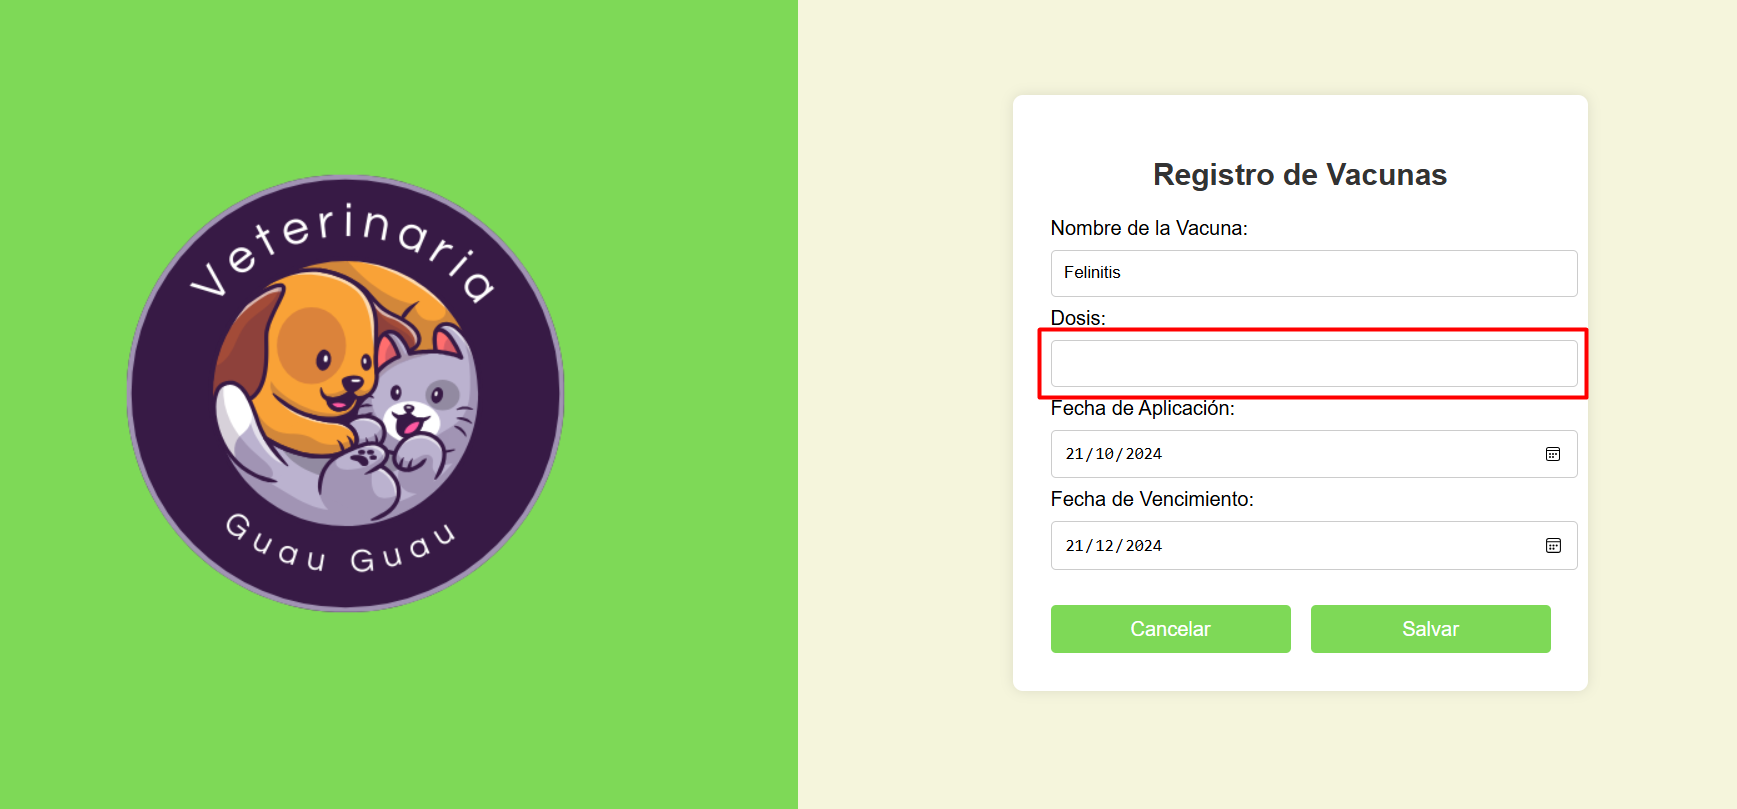 Veterinaria
Guau Guau
Registro de Vacunas
Nombre de la Vacuna:
Felinitis
Dosis:
Fecha de Aplicación:
21/10/2024
Fecha de Vencimiento:
21/12/2024
Cancelar
Salvar